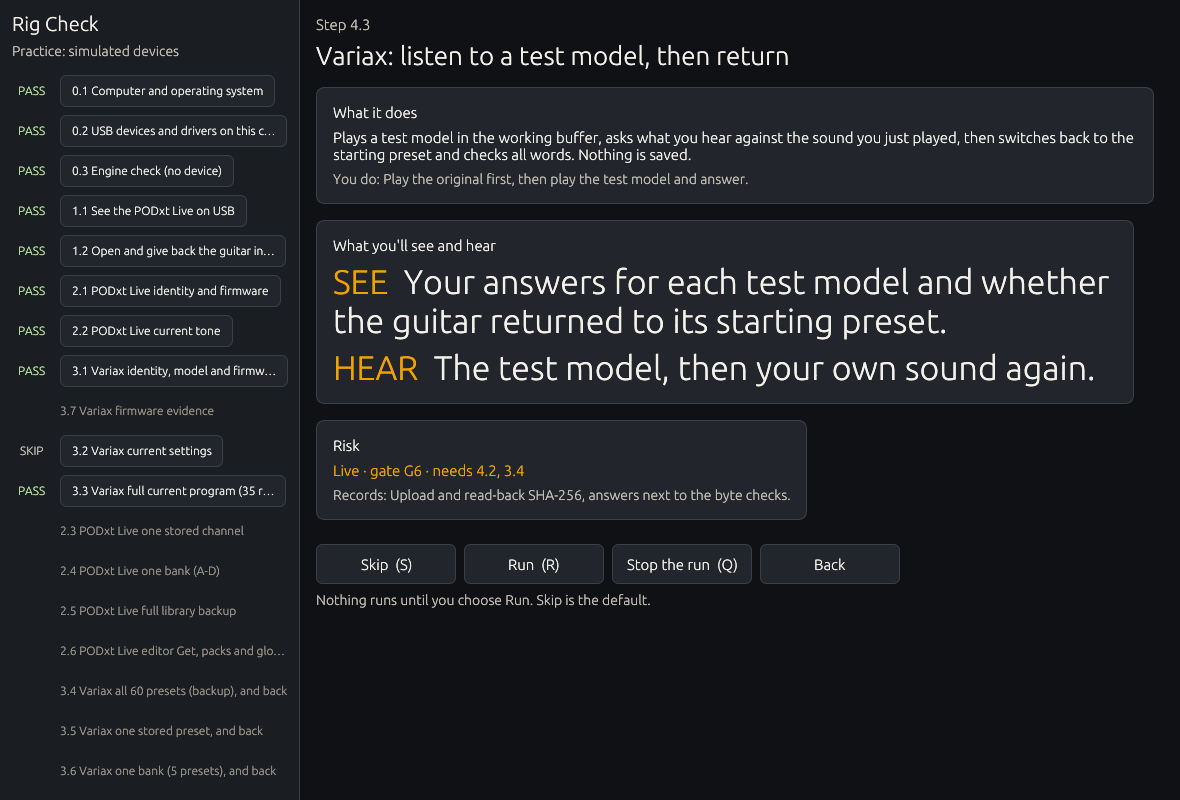 Rig Check
Practice: simulated devices
PASS 0.1 Computer and operating system
PASS 0.2 USB devices and drivers on this c...
PASS 0.3 Engine check (no device)
PASS 1.1 See the PODxt Live on USB
PASS 1.2 Open and give back the guitar in...
PASS 2.1 PODxt Live identity and firmware
PASS 2.2 PODxt Live current tone
PASS 3.1 Variax identity, model and firmw...
3.7 Variax firmware evidence
SKIP 3.2 Variax current settings
PASS 3.3 Variax full current program (35 r...
2.3 PODxt Live one stored channel
2.4 PODxt Live one bank (A-D)
2.5 PODxt Live full library backup
2.6 PODxt Live editor Get, packs and glo...
3.4 Variax all 60 presets (backup), and back
3.5 Variax one stored preset, and back
3.6 Variax one bank (5 presets), and back
Step 4.3
Variax: listen to a test model, then return
What it does
Plays a test model in the working buffer, asks what you hear against the sound you just played, then switches back to the
starting preset and checks all words. Nothing is saved.
You do: Play the original first, then play the test model and answer.
What you'll see and hear
SEE Your answers for each test model and whether
the guitar returned to its starting preset.
HEAR The test model, then your own sound again.
Risk
Live · gate G6 · needs 4.2, 3.4
Records: Upload and read-back SHA-256, answers next to the byte checks.
Skip (S) Run (R) Stop the run (Q) Back
Nothing runs until you choose Run. Skip is the default.